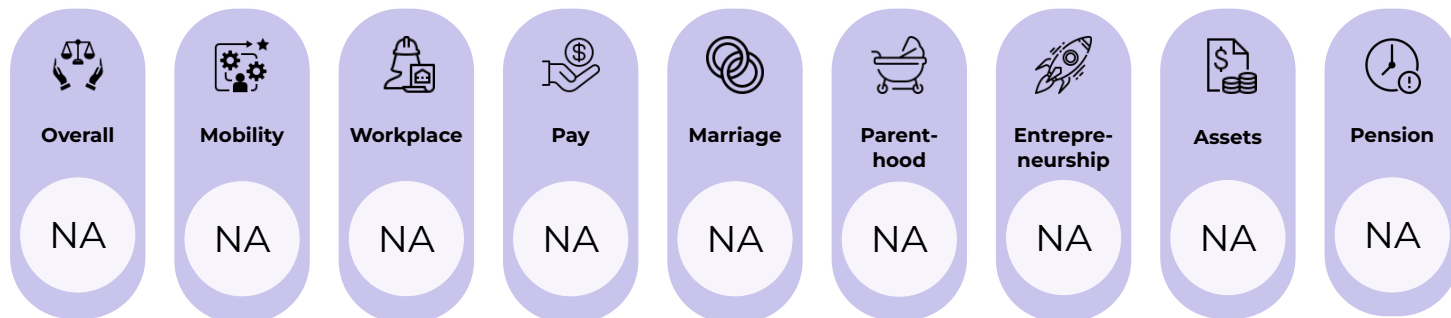 Overall
Mobility
Workplace
Pay
Marriage
Parent-
hood
Entrepre-
neurship
Assets
Pension
NA
NA
NA
NA
NA
NA
NA
NA
NA
$
$